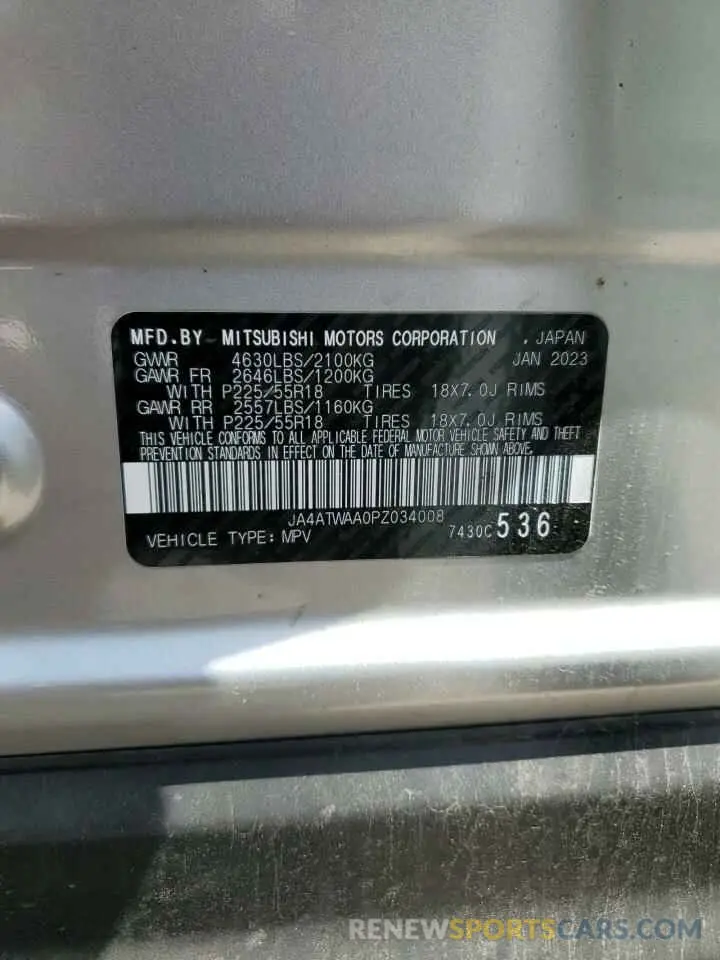 MFD.BY MITSUBISHI MOTORS CORPORATION . JAPAN
GVWR 4630LBS/2100KG JAN 2023
GAWR FR 2646LBS/1200KG
WITH P225/55R18 TIRES 18X7.0J RIMS
GAWR RR 2557LBS/1160KG
WITH P225/55R18 TIRES 18X7.0J RIMS
THIS VEHICLE CONFORMS TO ALL APPLICABLE FEDERAL MOTOR VEHICLE SAFETY AND THEFT
PREVENTION STANDARDS IN EFFECT ON THE DATE OF MANUFACTURE SHOWN ABOVE.
JA4ATWAA0PZ034008
VEHICLE TYPE: MPV 7430C 536
RENEWSPORTSCARS.COM